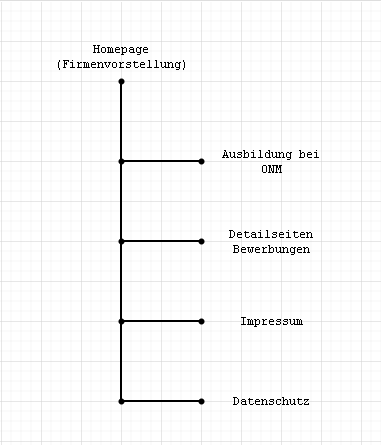 Homepage
(Firmenvorstellung)
Ausbildung bei
ONM
Detailseiten
Bewerbungen
Impressum
Datenschutz